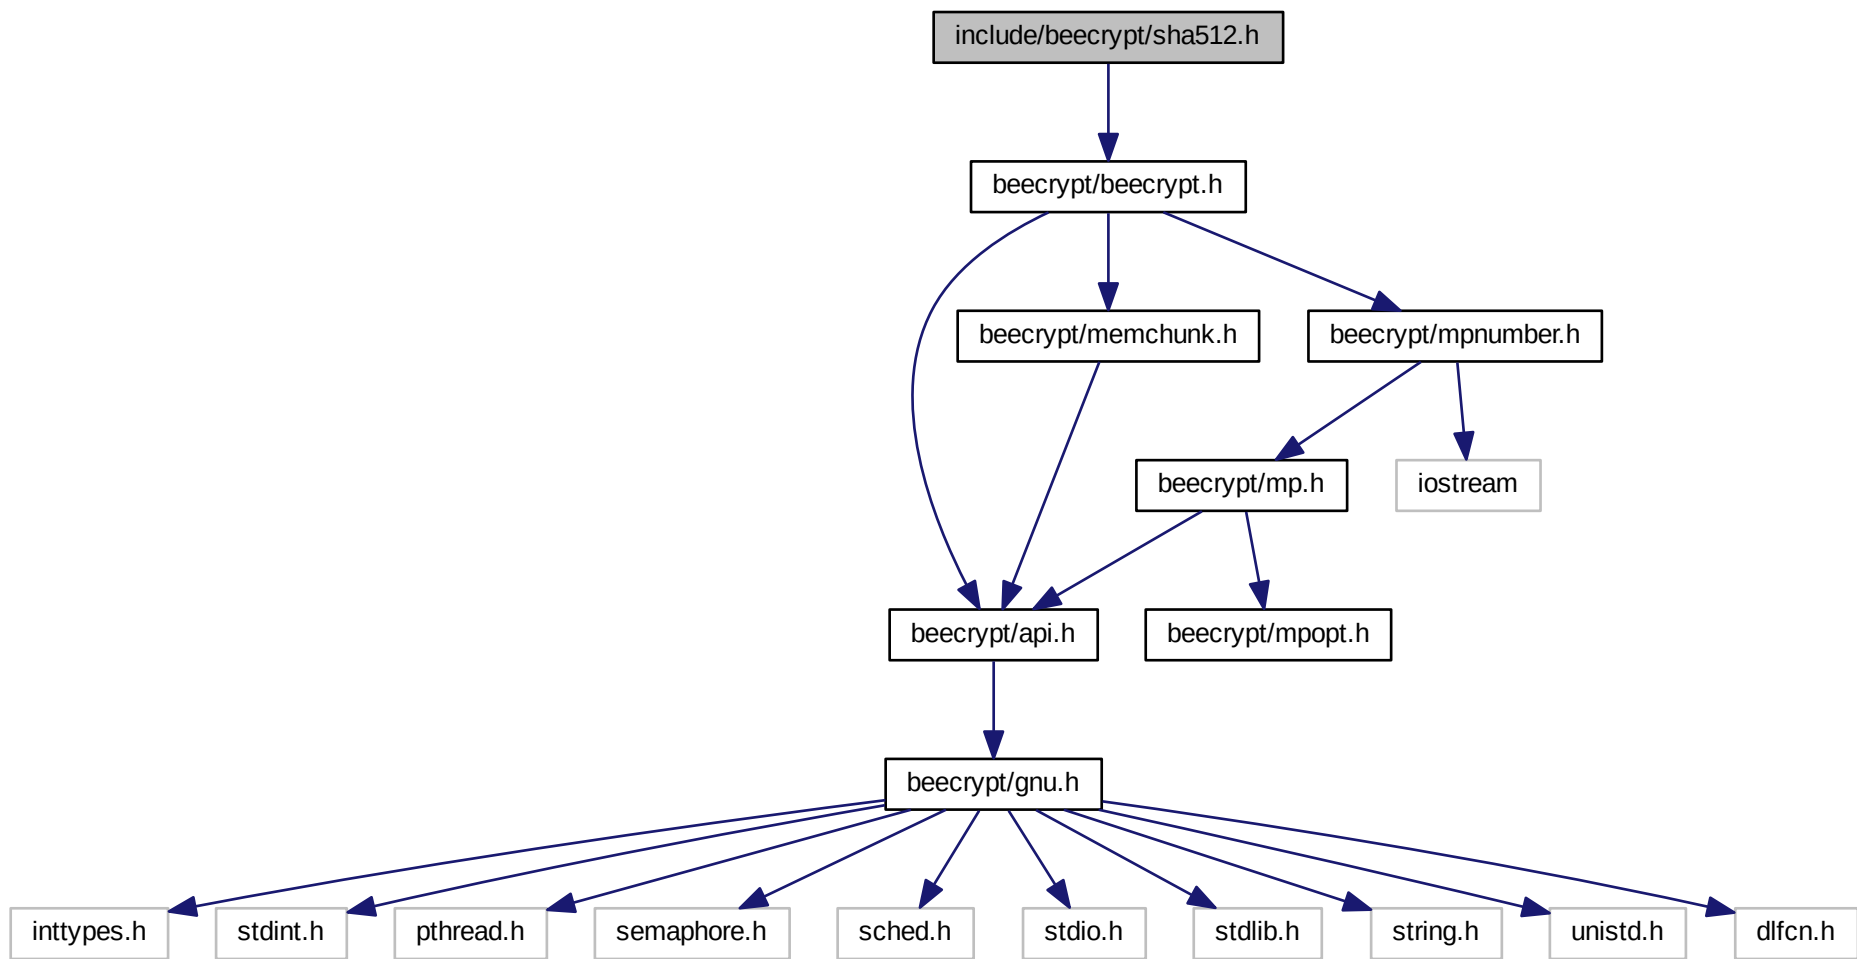 include/beecrypt/sha512.h
beecrypt/beecrypt.h
beecrypt/memchunk.h
beecrypt/mpnumber.h
beecrypt/mp.h
iostream
beecrypt/api.h
beecrypt/mpopt.h
beecrypt/gnu.h
inttypes.h
stdint.h
pthread.h
semaphore.h
sched.h
stdio.h
stdlib.h
string.h
unistd.h
dlfcn.h